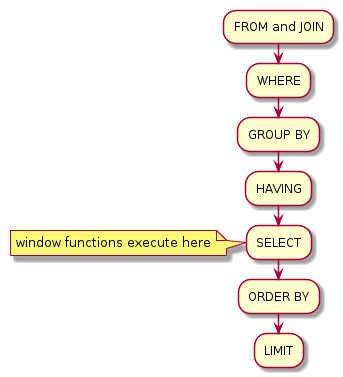 FROM and JOIN
WHERE
GROUP BY
HAVING
window functions execute here
SELECT
ORDER BY
LIMIT